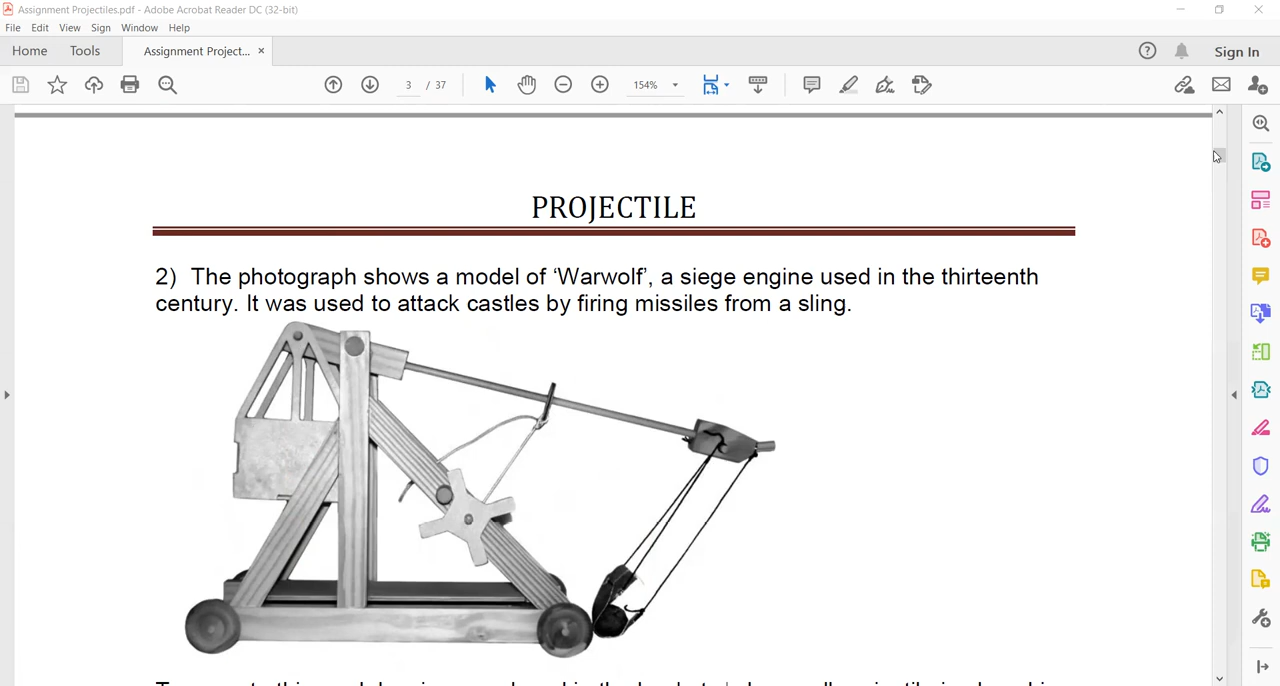 Assignment Projectiles.pdf - Adobe Acrobat Reader DC (32-bit)
File Edit View Sign Window Help
Home Tools Assignment Project... ×
Sign In
3 / 37
154%
PROJECTILE
2) The photograph shows a model of ‘Warwolf’, a siege engine used in the thirteenth
century. It was used to attack castles by firing missiles from a sling.